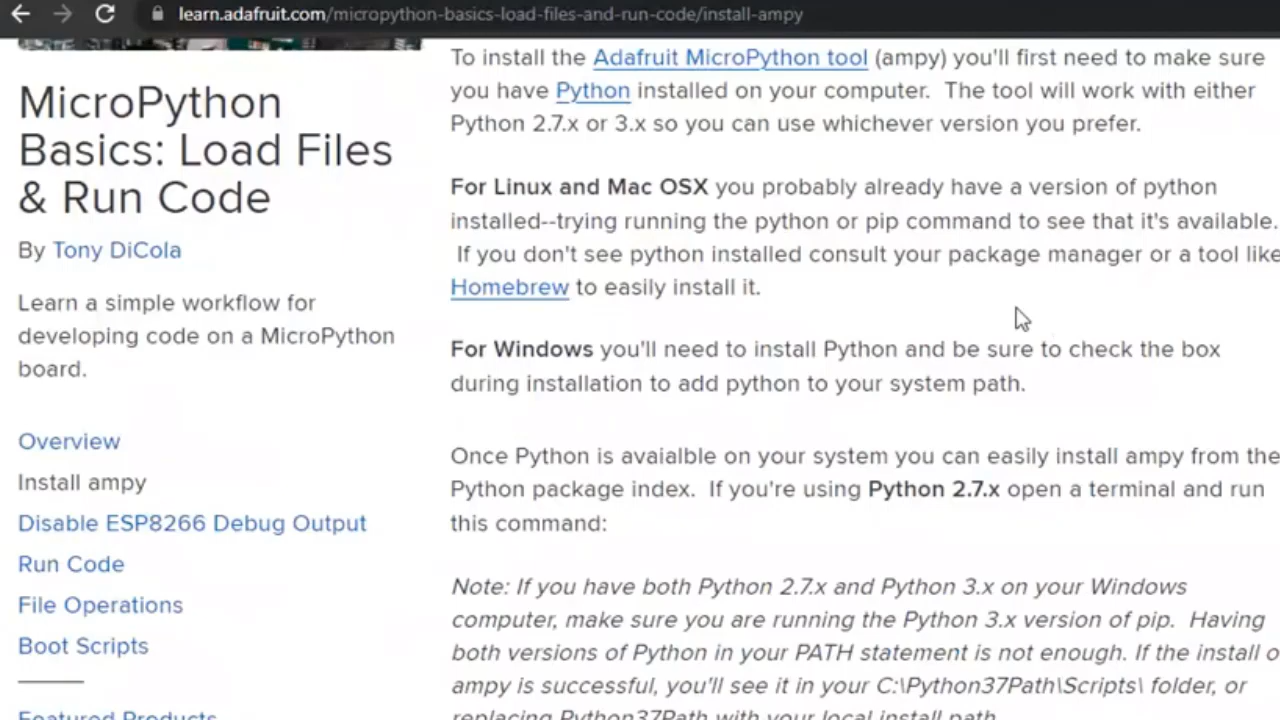 learn.adafruit.com/micropython-basics-load-files-and-run-code/install-ampy
MicroPython
Basics: Load Files
& Run Code
By Tony DiCola
Learn a simple workflow for
developing code on a MicroPython
board.
Overview
Install ampy
Disable ESP8266 Debug Output
Run Code
File Operations
Boot Scripts
Featured Products
To install the Adafruit MicroPython tool (ampy) you'll first need to make sure
you have Python installed on your computer.  The tool will work with either
Python 2.7.x or 3.x so you can use whichever version you prefer.
For Linux and Mac OSX you probably already have a version of python
installed--trying running the python or pip command to see that it's available.
If you don't see python installed consult your package manager or a tool like
Homebrew to easily install it.
For Windows you'll need to install Python and be sure to check the box
during installation to add python to your system path.
Once Python is avaialble on your system you can easily install ampy from the
Python package index.  If you're using Python 2.7.x open a terminal and run
this command:
Note: If you have both Python 2.7.x and Python 3.x on your Windows
computer, make sure you are running the Python 3.x version of pip.  Having
both versions of Python in your PATH statement is not enough. If the install o
ampy is successful, you'll see it in your C:\Python37Path\Scripts\ folder, or
replacing Python37Path with your local install path.